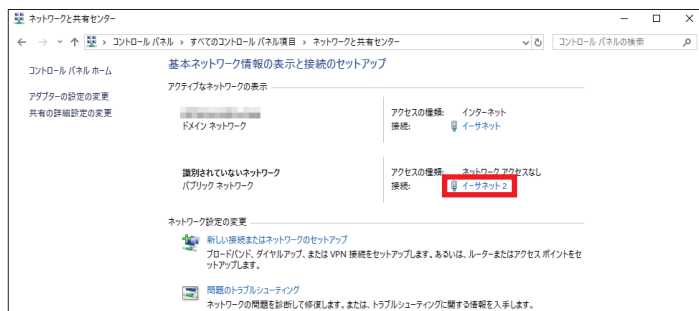 ネットワークと共有センター
コントロール パネル › すべてのコントロール パネル項目 › ネットワークと共有センター
コントロール パネルの検索
コントロール パネル ホーム
アダプターの設定の変更
共有の詳細設定の変更
基本ネットワーク情報の表示と接続のセットアップ
アクティブなネットワークの表示
ドメイン ネットワーク
アクセスの種類: インターネット
接続: イーサネット
識別されていないネットワーク
パブリック ネットワーク
アクセスの種類: ネットワーク アクセスなし
接続: イーサネット 2
ネットワーク設定の変更
新しい接続またはネットワークのセットアップ
ブロードバンド、ダイヤルアップ、または VPN 接続をセットアップします。あるいは、ルーターまたはアクセス ポイントをセ
ットアップします。
問題のトラブルシューティング
ネットワークの問題を診断して修復します。または、トラブルシューティングに関する情報を入手します。